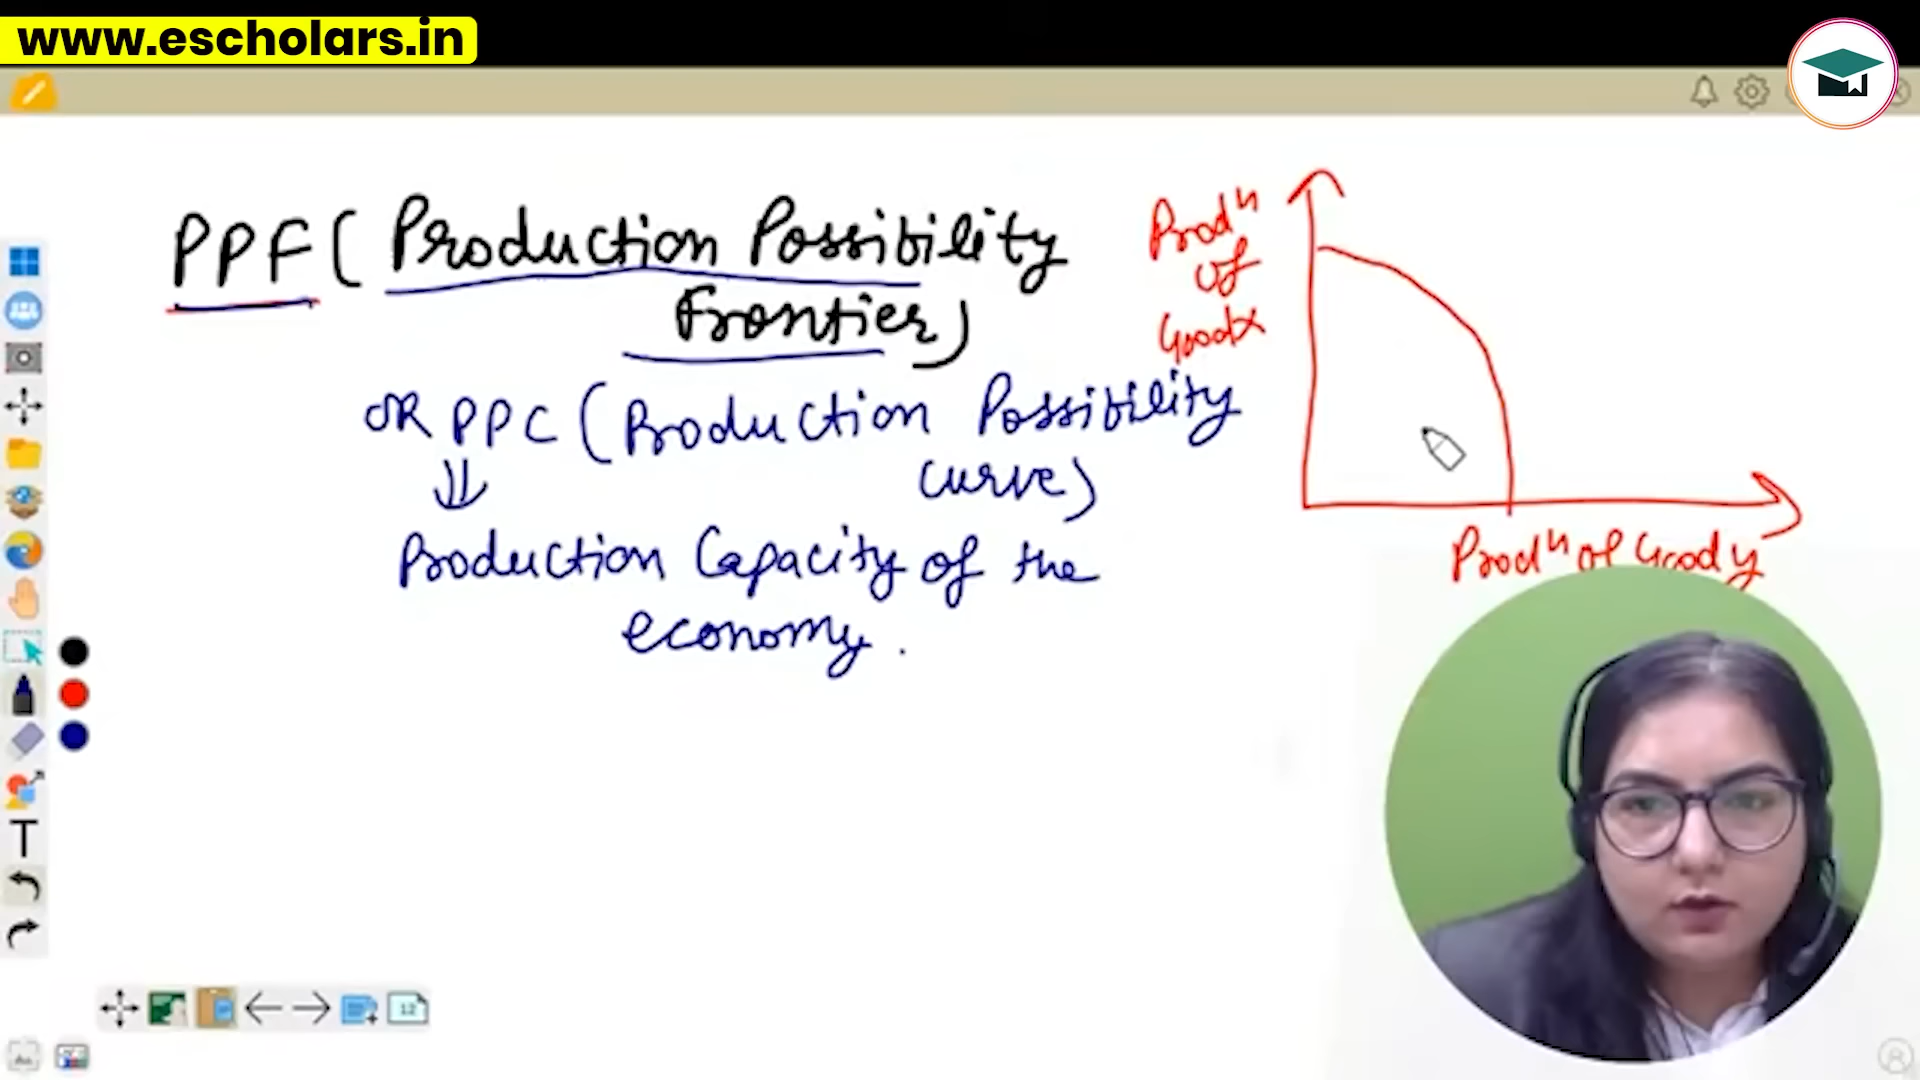 www.escholars.in
PPF (Production Possibility
Frontier)
OR PPC (Production Possibility
Curve)
Production Capacity of the
economy.
Prodⁿ
of
Good x
Prodⁿ of Good y
T
12